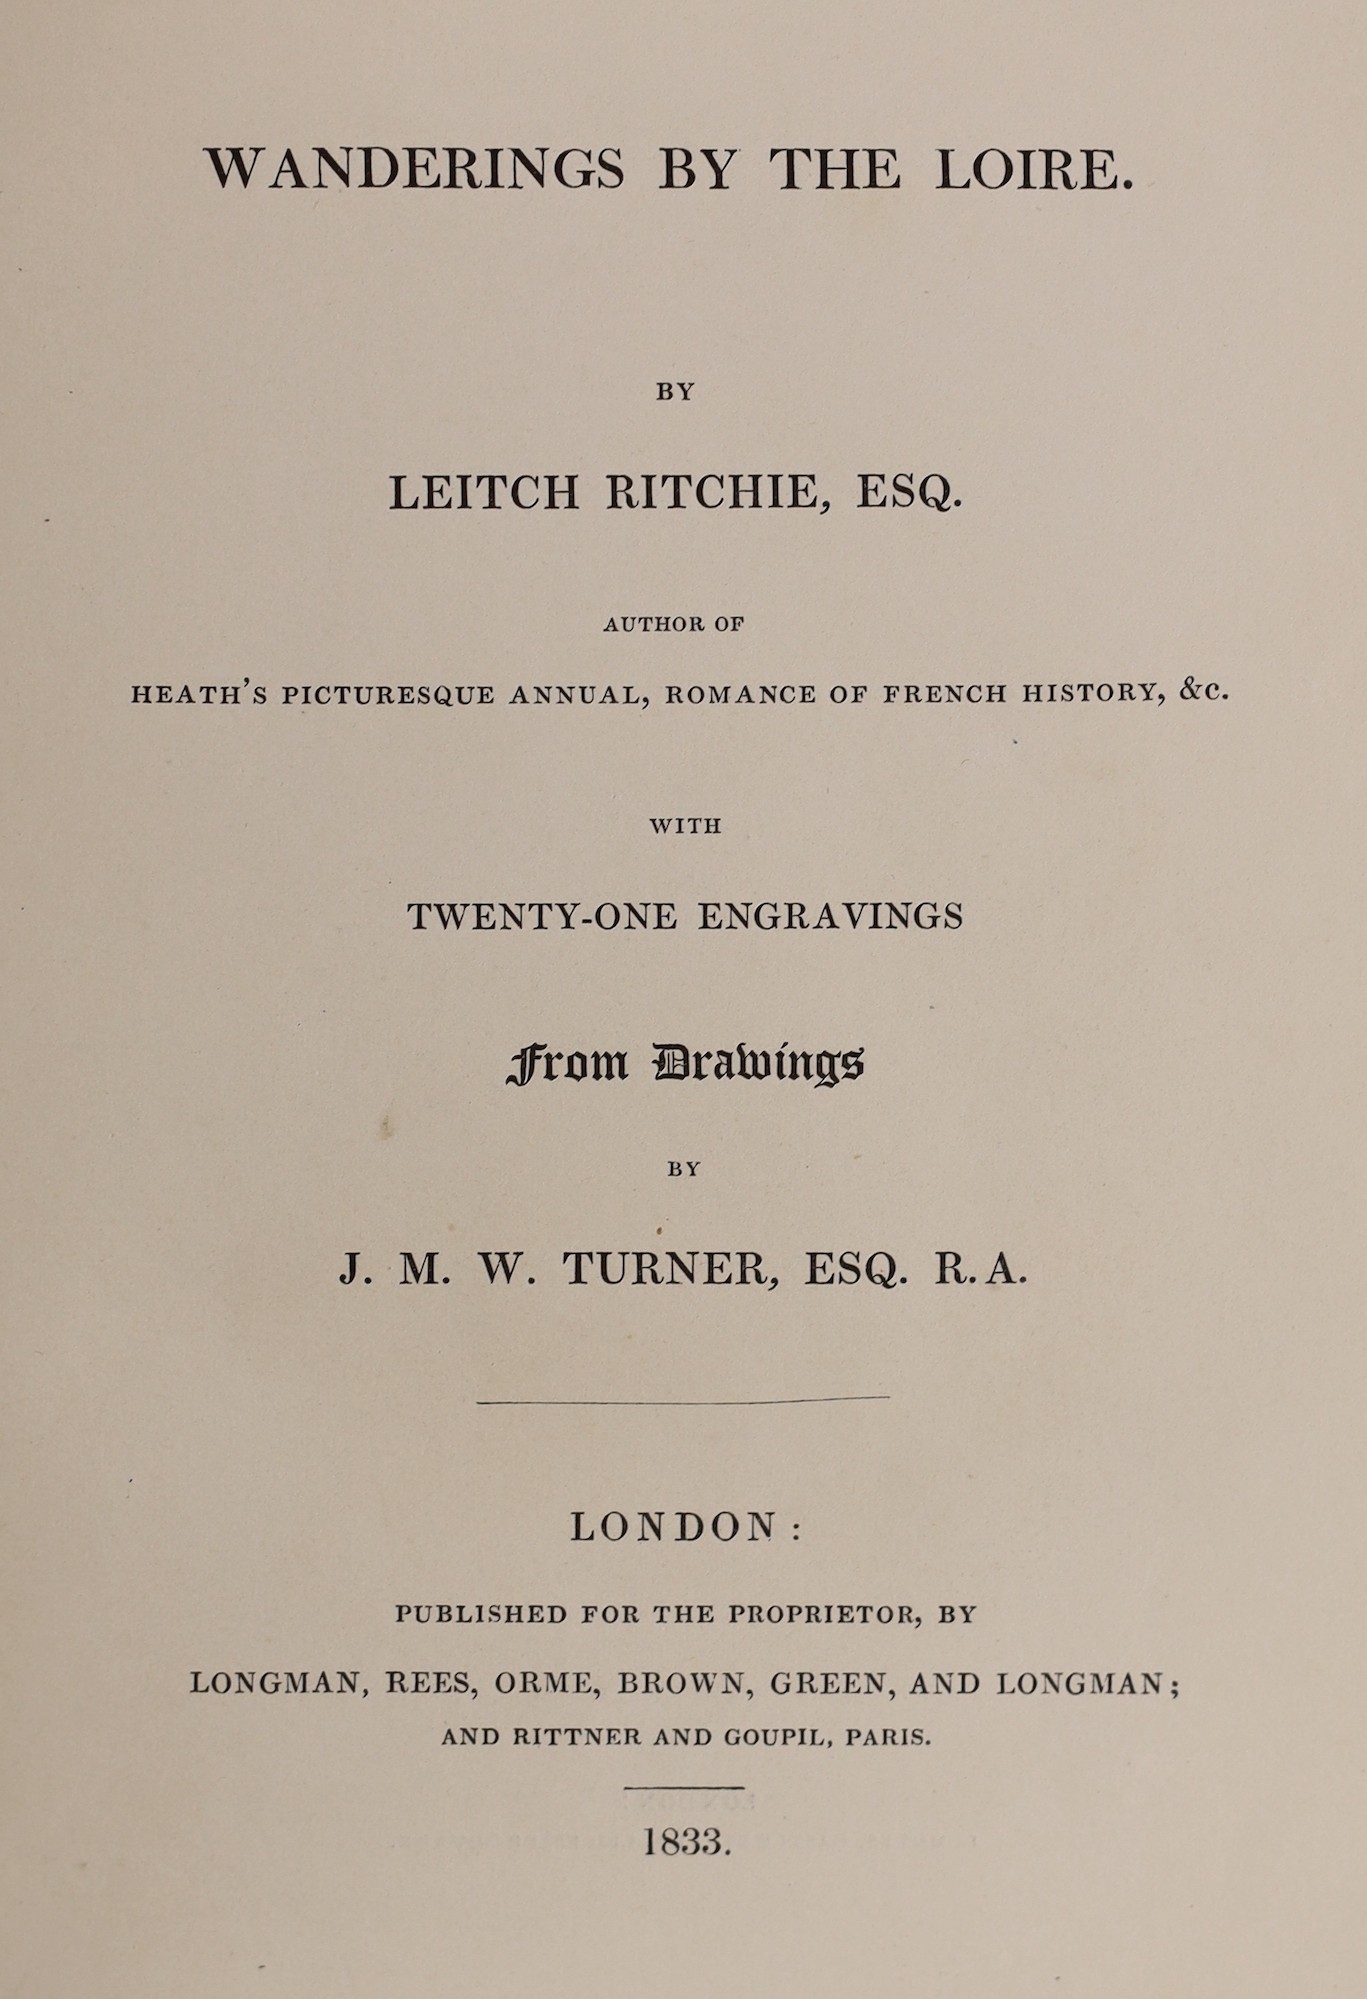 WANDERINGS BY THE LOIRE.
BY
LEITCH RITCHIE, ESQ.
AUTHOR OF
HEATH'S PICTURESQUE ANNUAL, ROMANCE OF FRENCH HISTORY, &C.
WITH
TWENTY-ONE ENGRAVINGS
From Drawings
BY
J. M. W. TURNER, ESQ. R. A.
LONDON:
PUBLISHED FOR THE PROPRIETOR, BY
LONGMAN, REES, ORME, BROWN, GREEN, AND LONGMAN;
AND RITTNER AND GOUPIL, PARIS.
1833.